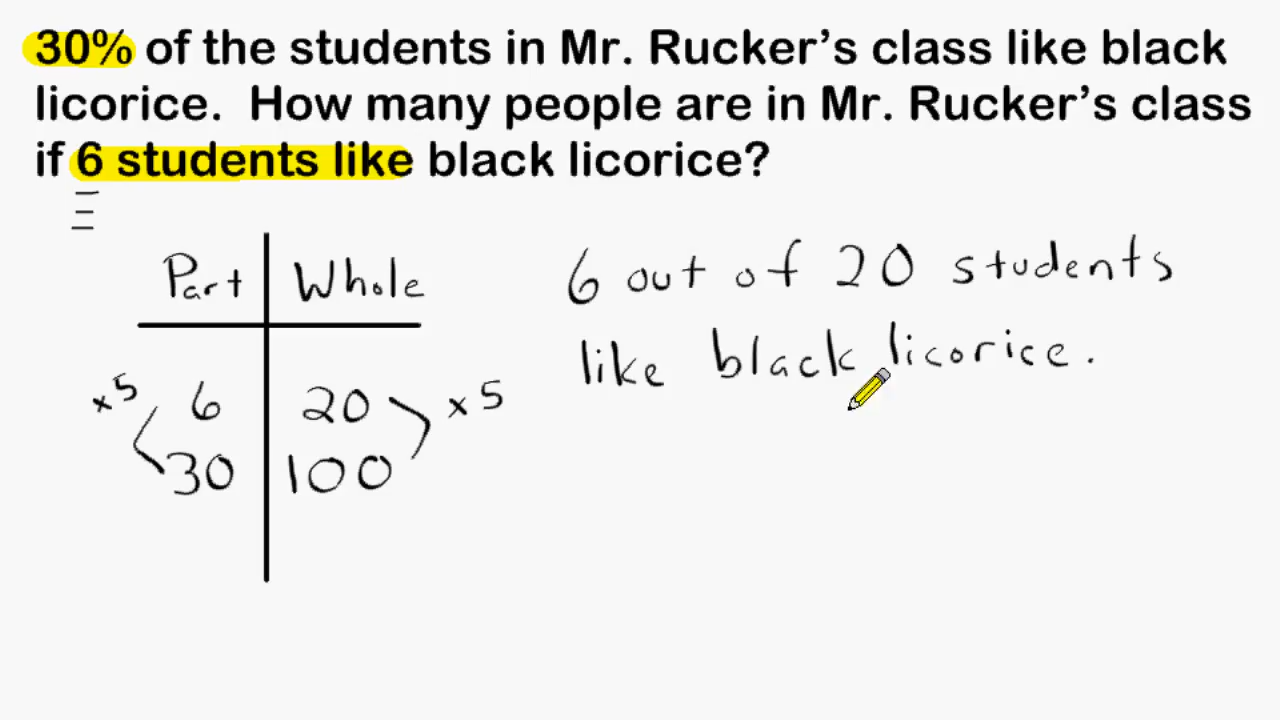 30% of the students in Mr. Rucker’s class like black
licorice.  How many people are in Mr. Rucker’s class
if 6 students like black licorice?
Part Whole
x5 6 20 x 5
30 100
6 out of 20 students
like black licorice.